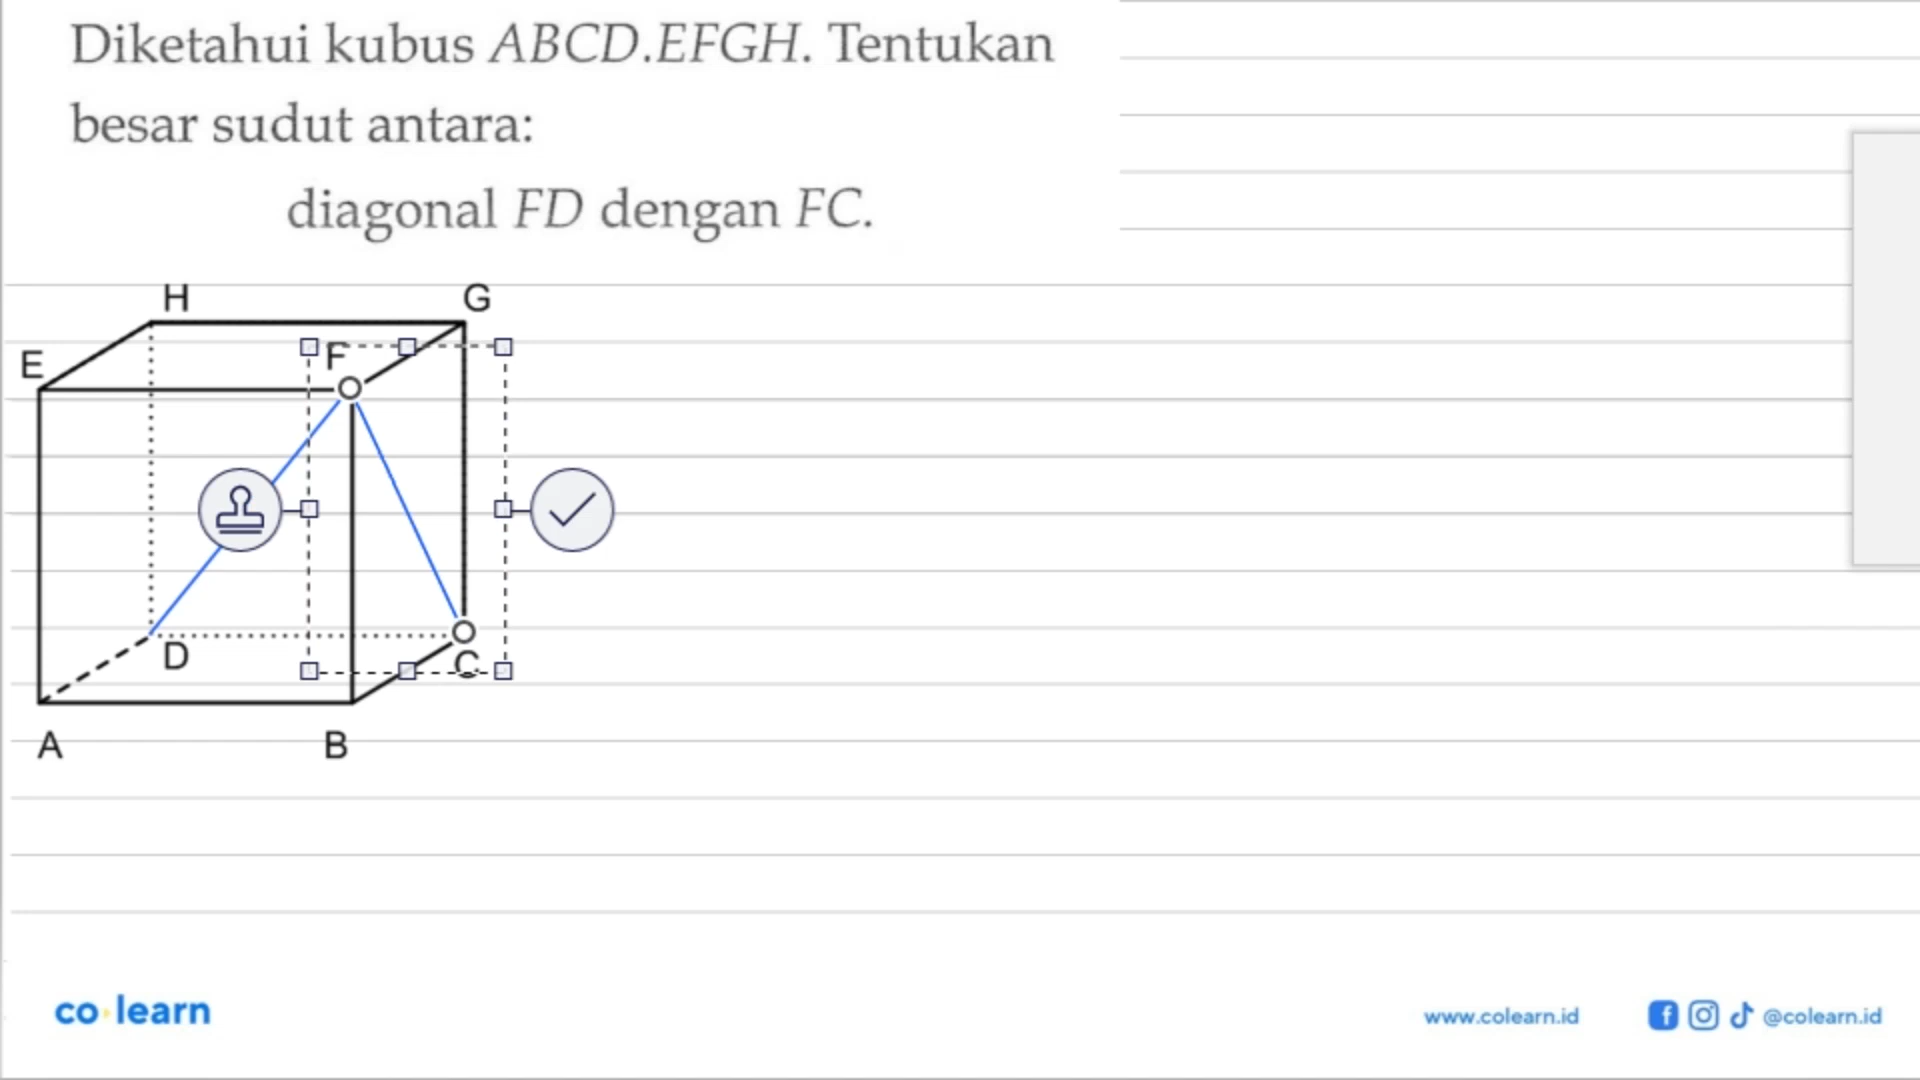 Diketahui kubus ABCD.EFGH. Tentukan
besar sudut antara:
diagonal FD dengan FC.
H G
E F
D C
A B
co learn
www.colearn.id @colearn.id